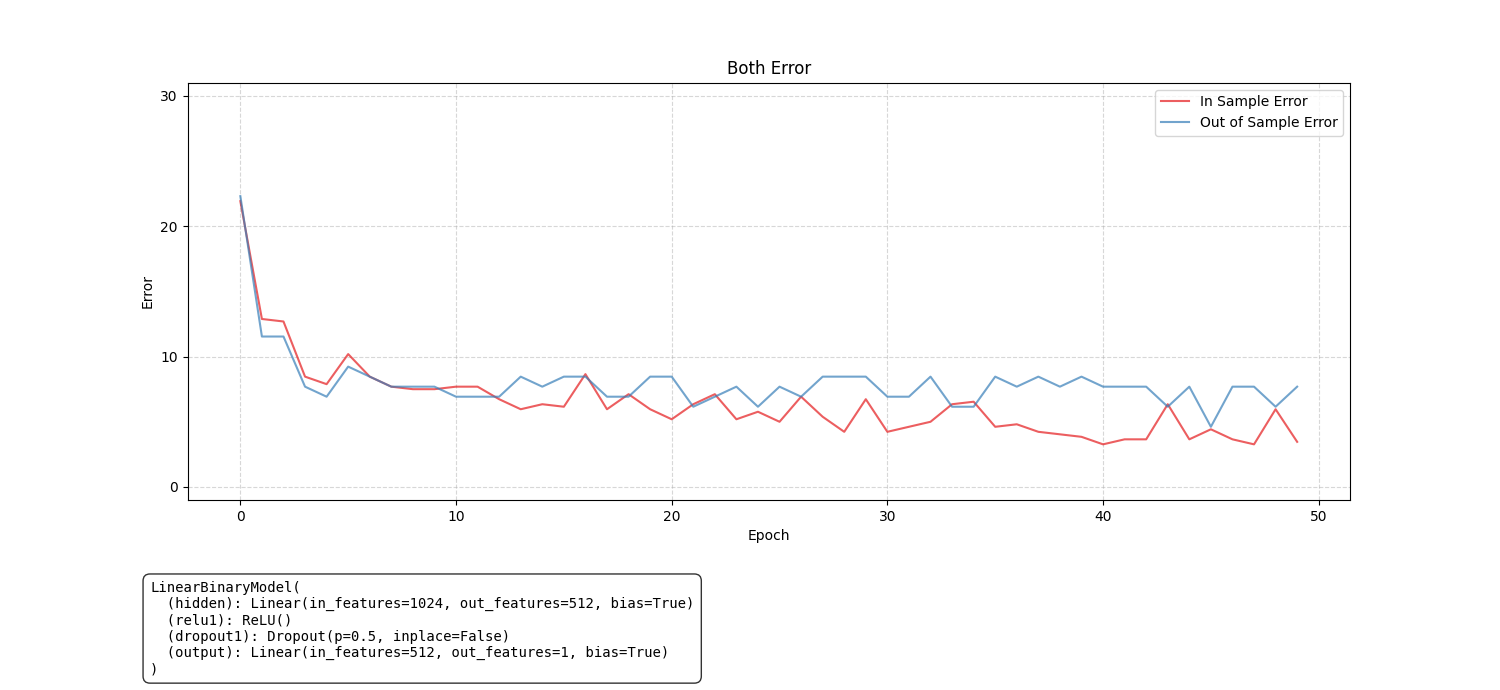 Both Error
In Sample Error
Out of Sample Error
30
20
10
0
Error
0 10 20 30 40 50
Epoch
LinearBinaryModel(
  (hidden): Linear(in_features=1024, out_features=512, bias=True)
  (relu1): ReLU()
  (dropout1): Dropout(p=0.5, inplace=False)
  (output): Linear(in_features=512, out_features=1, bias=True)
)